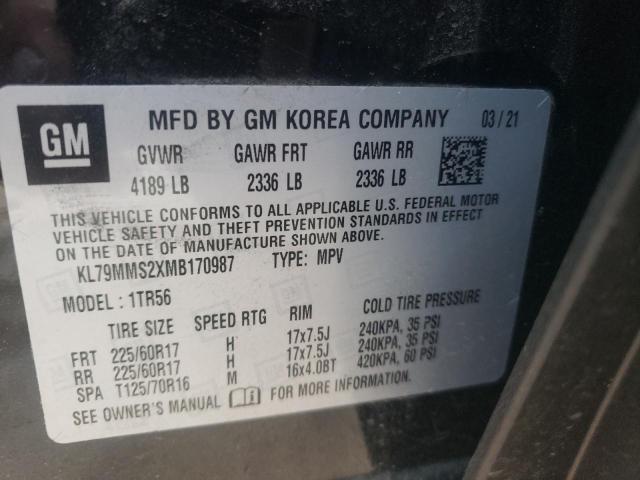 GM
MFD BY GM KOREA COMPANY 03/21
GVWR GAWR FRT GAWR RR
4189 LB 2336 LB 2336 LB
THIS VEHICLE CONFORMS TO ALL APPLICABLE U.S. FEDERAL MOTOR
VEHICLE SAFETY AND THEFT PREVENTION STANDARDS IN EFFECT
ON THE DATE OF MANUFACTURE SHOWN ABOVE.
KL79MMS2XMB170987 TYPE: MPV
MODEL: 1TR56
TIRE SIZE SPEED RTG RIM COLD TIRE PRESSURE
FRT 225/60R17 H 17x7.5J 240KPA, 35 PSI
RR 225/60R17 H 17x7.5J 240KPA, 35 PSI
SPA T125/70R16 M 16x4.0BT 420KPA, 60 PSI
SEE OWNER'S MANUAL FOR MORE INFORMATION.